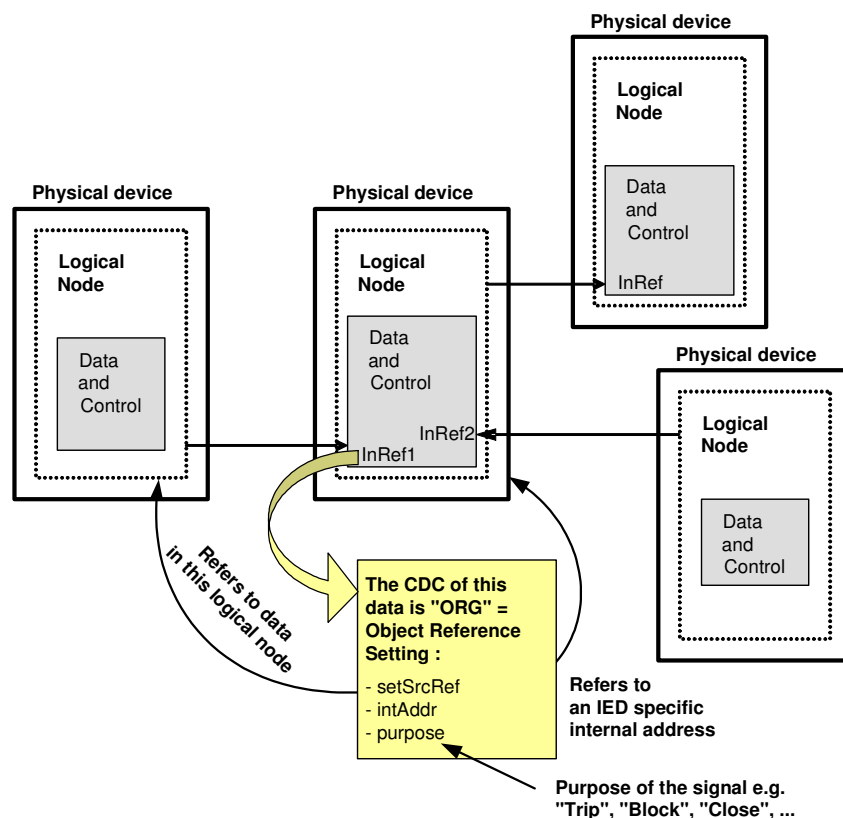 Physical device
Logical
Node
Data
and
Control
InRef
Physical device
Logical
Node
Data
and
Control
Physical device
Logical
Node
Data
and
Control
InRef2
InRef1
Physical device
Logical
Node
Data
and
Control
Refers to data
in this logical node
The CDC of this
data is "ORG" =
Object Reference
Setting :
- setSrcRef
- intAddr
- purpose
Refers to
an IED specific
internal address
Purpose of the signal e.g.
"Trip", "Block", "Close", ...